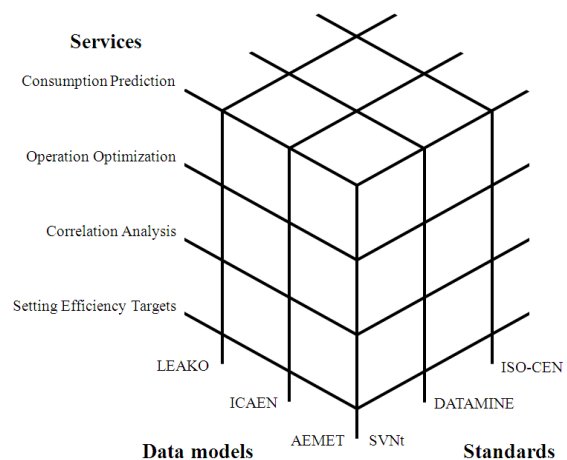 Services
Consumption Prediction
Operation Optimization
Correlation Analysis
Setting Efficiency Targets
LEAKO
ISO-CEN
ICAEN
DATAMINE
AEMET
SVNt
Data models
Standards